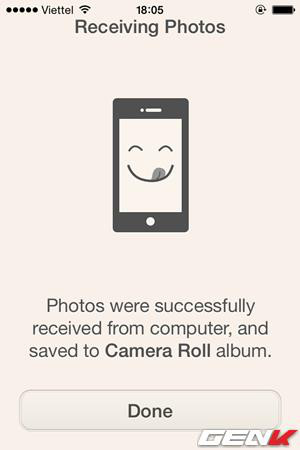 Viettel 18:05
Receiving Photos
Photos were successfully
received from computer, and
saved to Camera Roll album.
Done
GENK